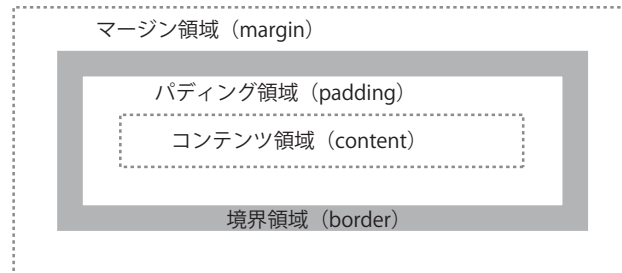 マージン領域（margin）
パディング領域（padding）
コンテンツ領域（content）
境界領域（border）